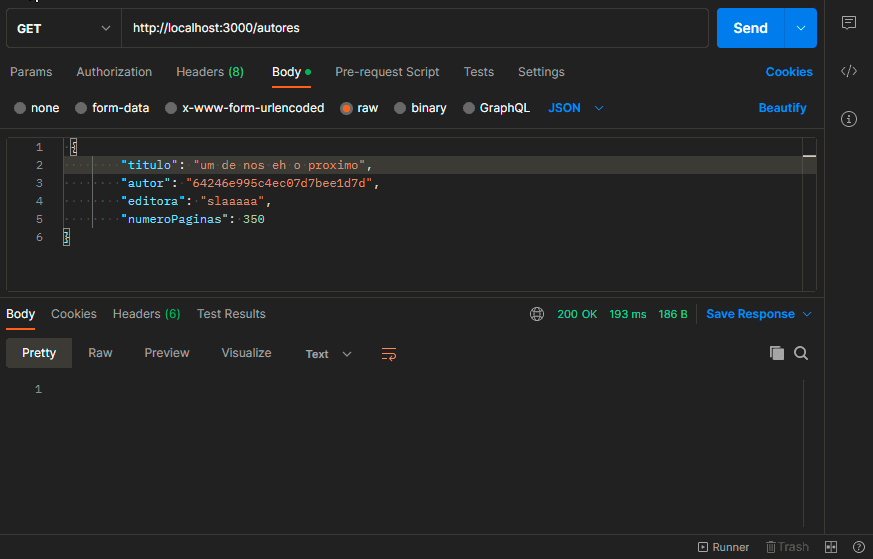 GET http://localhost:3000/autores Send
Params Authorization Headers (8) Body Pre-request Script Tests Settings Cookies
none form-data x-www-form-urlencoded raw binary GraphQL JSON Beautify
1 {
2 "titulo": "um de nos eh o proximo",
3 "autor": "64246e995c4ec07d7bee1d7d",
4 "editora": "slaaaaa",
5 "numeroPaginas": 350
6 }
Body Cookies Headers (6) Test Results 200 OK 193 ms 186 B Save Response
Pretty Raw Preview Visualize Text
1
Runner Trash